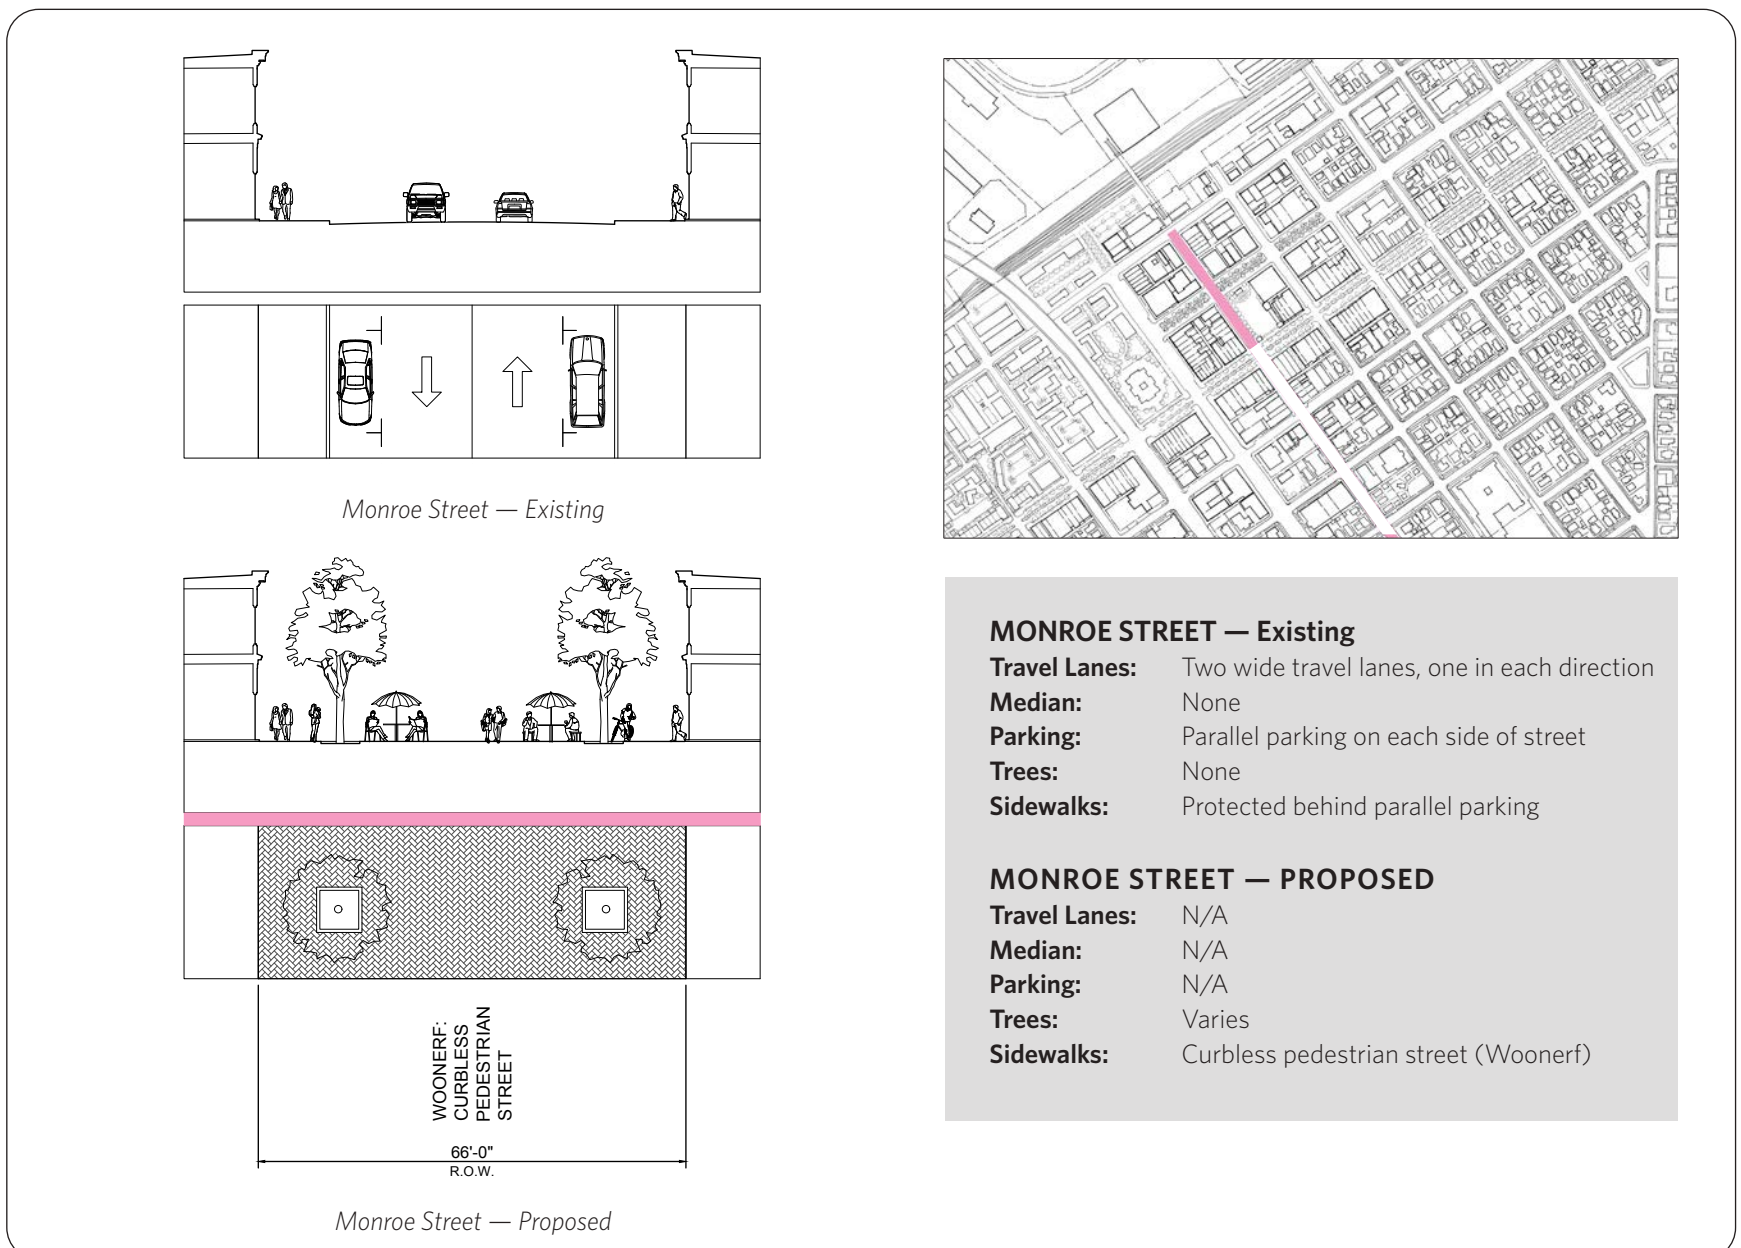 Monroe Street — Existing
WOONERF:
CURBLESS
PEDESTRIAN
STREET
66'-0"
R.O.W.
Monroe Street — Proposed
MONROE STREET — Existing
Travel Lanes: Two wide travel lanes, one in each direction
Median: None
Parking: Parallel parking on each side of street
Trees: None
Sidewalks: Protected behind parallel parking
MONROE STREET — PROPOSED
Travel Lanes: N/A
Median: N/A
Parking: N/A
Trees: Varies
Sidewalks: Curbless pedestrian street (Woonerf)